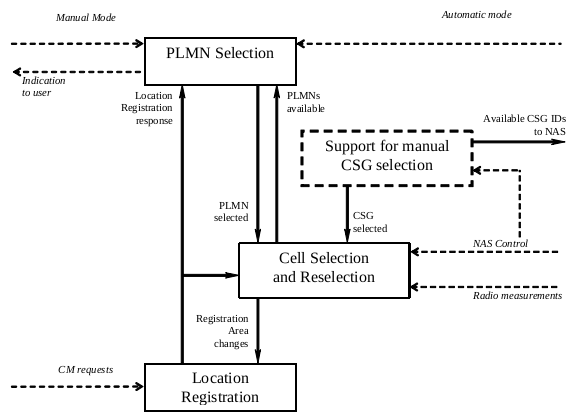 Manual Mode
Automatic mode
PLMN Selection
Indication
to user
Location
Registration
response
PLMNs
available
Available CSG IDs
to NAS
Support for manual
CSG selection
PLMN
selected
CSG
selected
NAS Control
Cell Selection
and Reselection
Radio measurements
Registration
Area
changes
CM requests
Location
Registration